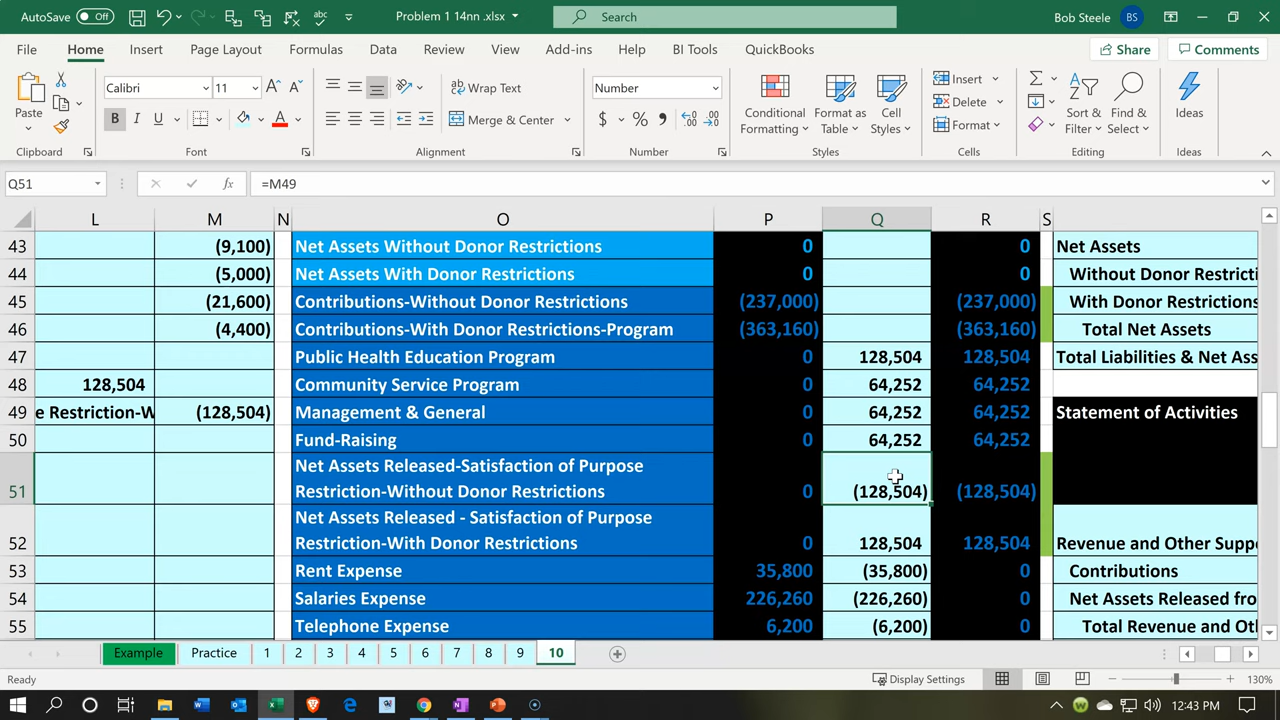 AutoSave Off Problem 1 14nn .xlsx Search Bob Steele BS
File Home Insert Page Layout Formulas Data Review View Add-ins Help BI Tools QuickBooks Share Comments
Paste Calibri 11 Wrap Text Number Conditional Formatting Format as Table Cell Styles Insert Sort & Filter Find & Select Ideas
B I U Merge & Center $ % Delete
Format
Clipboard Font Alignment Number Styles Cells Editing Ideas
Q51 fx =M49
L M N O P Q R S
43 (9,100) Net Assets Without Donor Restrictions 0 0 Net Assets
44 (5,000) Net Assets With Donor Restrictions 0 0 Without Donor Restricti
45 (21,600) Contributions-Without Donor Restrictions (237,000) (237,000) With Donor Restrictions
46 (4,400) Contributions-With Donor Restrictions-Program (363,160) (363,160) Total Net Assets
47 Public Health Education Program 0 128,504 128,504 Total Liabilities & Net Ass
48 128,504 Community Service Program 0 64,252 64,252
49 e Restriction-W (128,504) Management & General 0 64,252 64,252 Statement of Activities
50 Fund-Raising 0 64,252 64,252
Net Assets Released-Satisfaction of Purpose
51 Restriction-Without Donor Restrictions 0 (128,504) (128,504)
Net Assets Released - Satisfaction of Purpose
52 Restriction-With Donor Restrictions 0 128,504 128,504 Revenue and Other Suppo
53 Rent Expense 35,800 (35,800) 0 Contributions
54 Salaries Expense 226,260 (226,260) 0 Net Assets Released fro
55 Telephone Expense 6,200 (6,200) 0 Total Revenue and Oth
Example Practice 1 2 3 4 5 6 7 8 9 10
Ready Display Settings 130%
12:43 PM